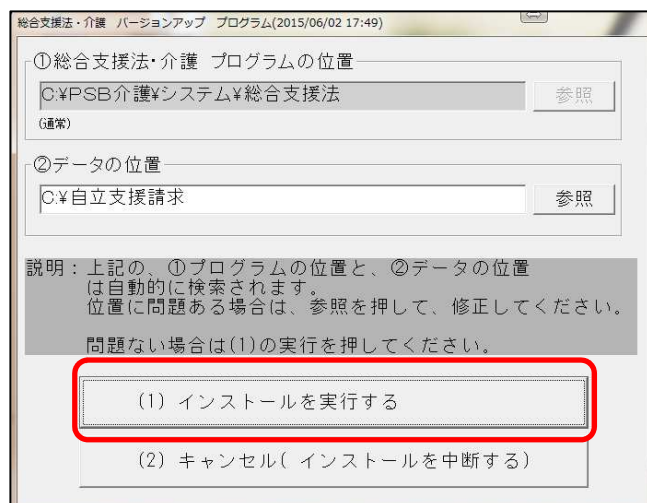 総合支援法・介護 バージョンアップ プログラム(2015/06/02 17:49)
①総合支援法・介護 プログラムの位置
C:¥PSB介護¥システム¥総合支援法
参照
(通常)
②データの位置
C:¥自立支援請求
参照
説明:上記の、①プログラムの位置と、②データの位置
は自動的に検索されます。
位置に問題ある場合は、参照を押して、修正してください。
問題ない場合は(1)の実行を押してください。
(1) インストールを実行する
(2) キャンセル( インストールを中断する)